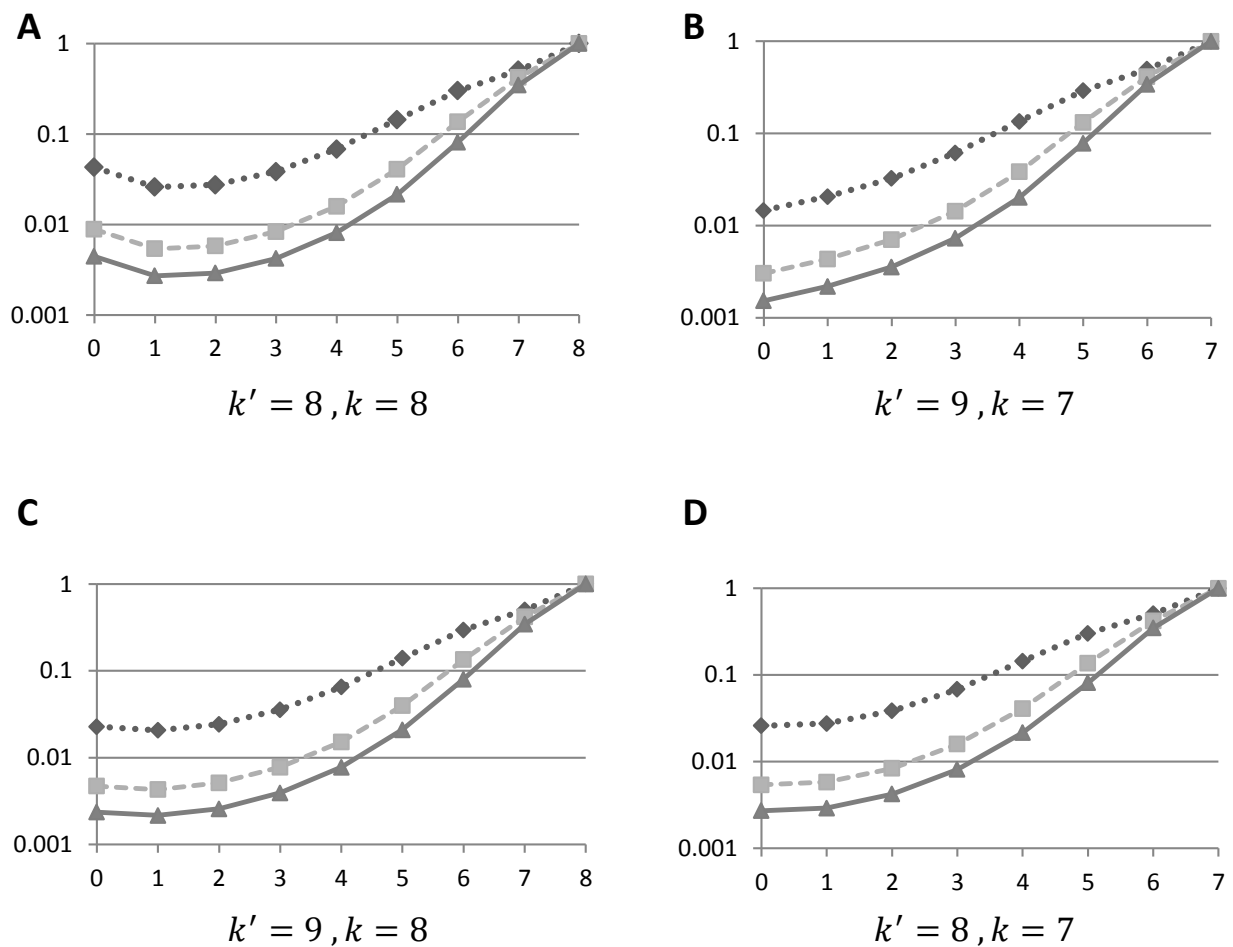 A
1
0.1
0.01
0.001
0 1 2 3 4 5 6 7 8
k′ = 8 , k = 8
B
1
0.1
0.01
0.001
0 1 2 3 4 5 6 7
k′ = 9 , k = 7
C
1
0.1
0.01
0.001
0 1 2 3 4 5 6 7 8
k′ = 9 , k = 8
D
1
0.1
0.01
0.001
0 1 2 3 4 5 6 7
k′ = 8 , k = 7